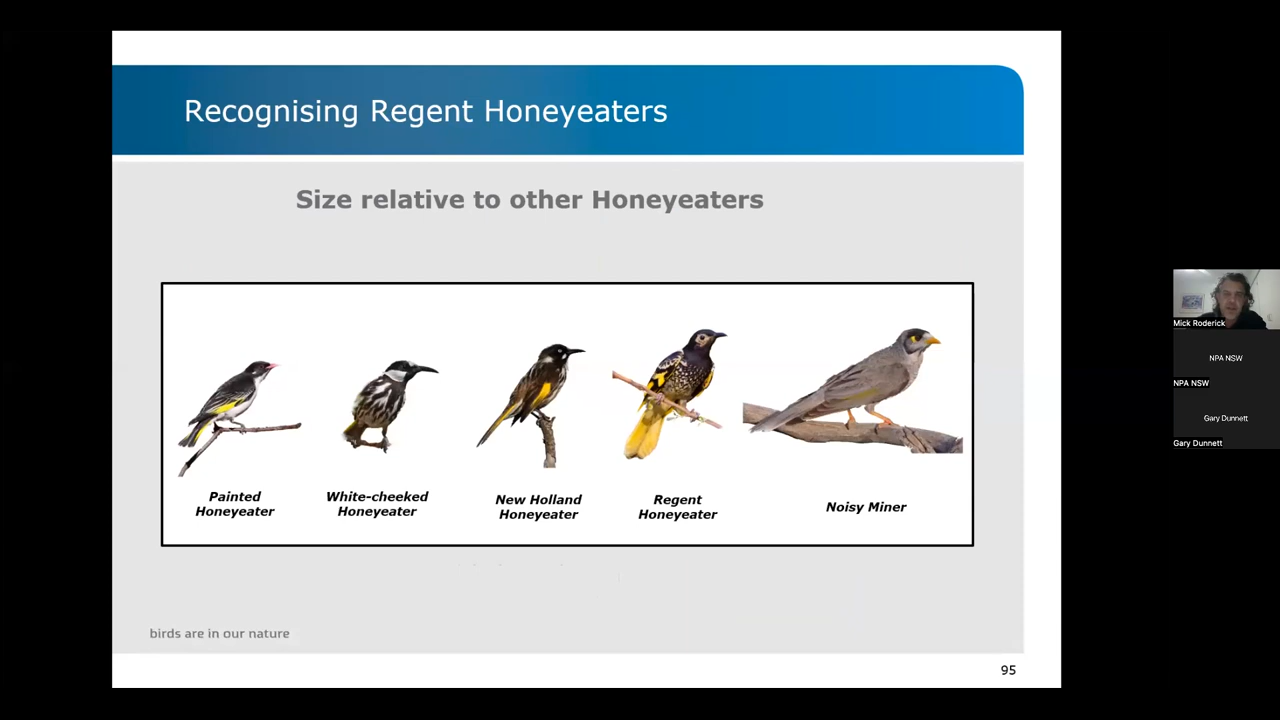 Recognising Regent Honeyeaters
Size relative to other Honeyeaters
Painted
Honeyeater
White-cheeked
Honeyeater
New Holland
Honeyeater
Regent
Honeyeater
Noisy Miner
birds are in our nature
95
Mick Roderick
NPA NSW
NPA NSW
Gary Dunnett
Gary Dunnett